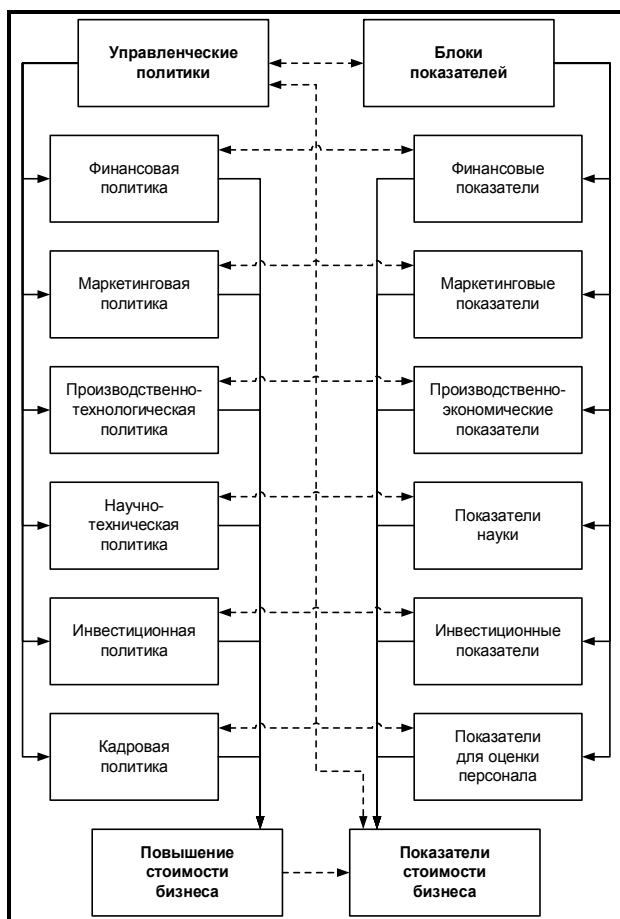 Управленческие
политики
Блоки
показателей
Финансовая
политика
Финансовые
показатели
Маркетинговая
политика
Маркетинговые
показатели
Производственно-
технологическая
политика
Производственно-
экономические
показатели
Научно-
техническая
политика
Показатели
науки
Инвестиционная
политика
Инвестиционные
показатели
Кадровая
политика
Показатели
для оценки
персонала
Повышение
стоимости
бизнеса
Показатели
стоимости
бизнеса